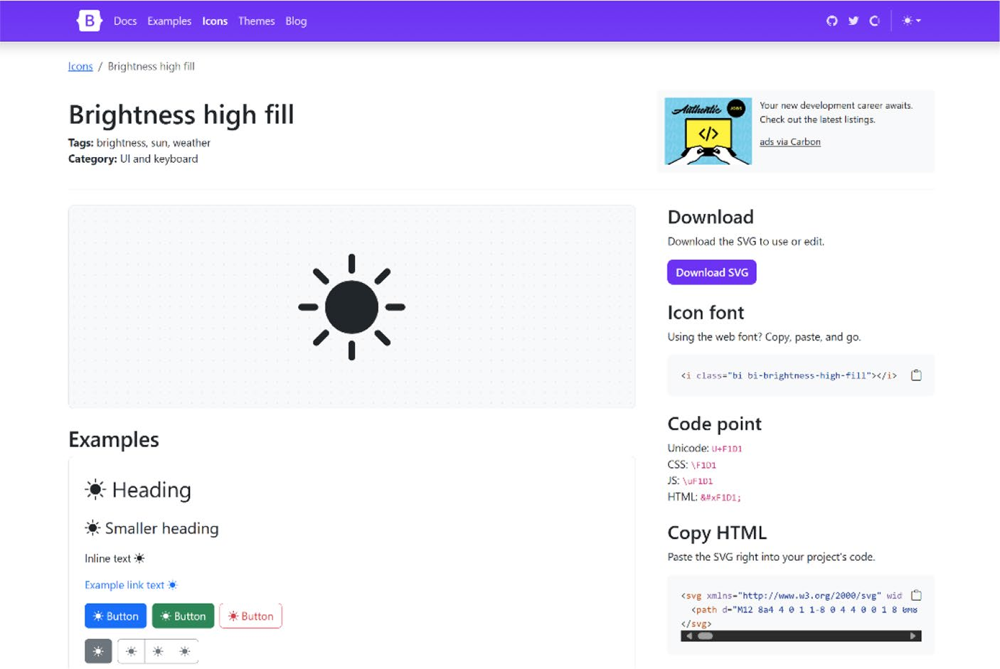 B Docs Examples Icons Themes Blog
Icons / Brightness high fill
Brightness high fill
Tags: brightness, sun, weather
Category: UI and keyboard
Authentic JOBS
</>
Your new development career awaits.
Check out the latest listings.
ads via Carbon
Download
Download the SVG to use or edit.
Download SVG
Icon font
Using the web font? Copy, paste, and go.
<i class="bi bi-brightness-high-fill"></i>
Code point
Unicode: U+F1D1
CSS: \F1D1
JS: \uF1D1
HTML: &#xF1D1;
Copy HTML
Paste the SVG right into your project's code.
<svg xmlns="http://www.w3.org/2000/svg" wid
<path d="M12 8a4 4 0 1 1-8 0 4 4 0 0 1 8 0M8
</svg>
Examples
Heading
Smaller heading
Inline text
Example link text
Button Button Button